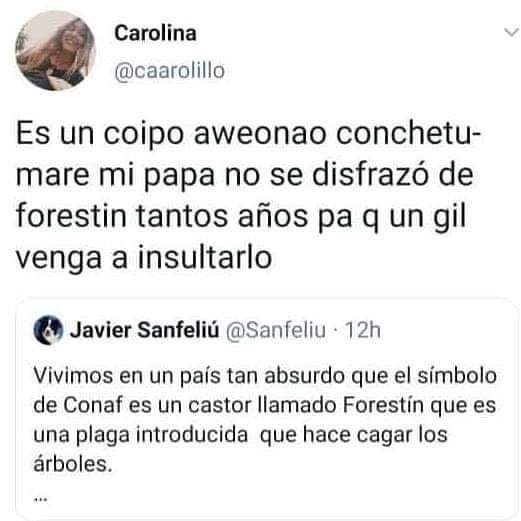 Carolina
@caarolillo
Es un coipo aweonao conchetu-
mare mi papa no se disfrazó de
forestin tantos años pa q un gil
venga a insultarlo
Javier Sanfeliú @Sanfeliu · 12h
Vivimos en un país tan absurdo que el símbolo
de Conaf es un castor llamado Forestín que es
una plaga introducida que hace cagar los
árboles.
...